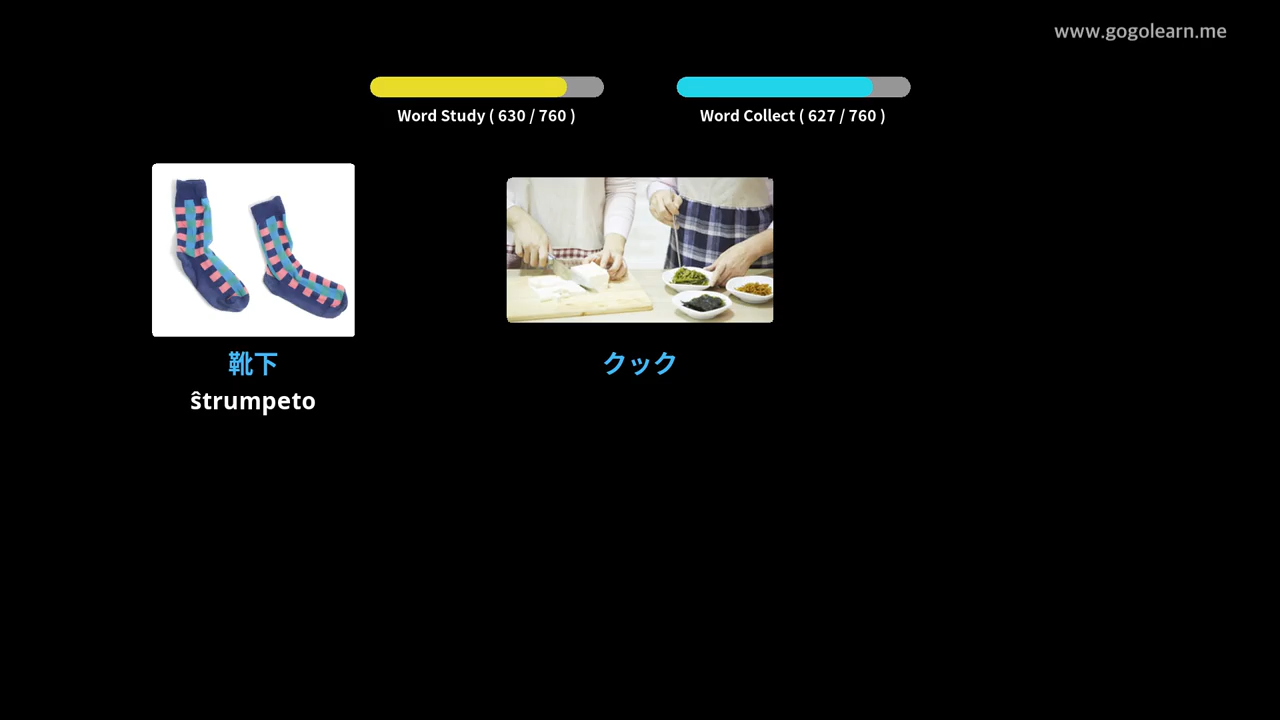 www.gogolearn.me
Word Study ( 630 / 760 )
Word Collect ( 627 / 760 )
靴下
ŝtrumpeto
クック